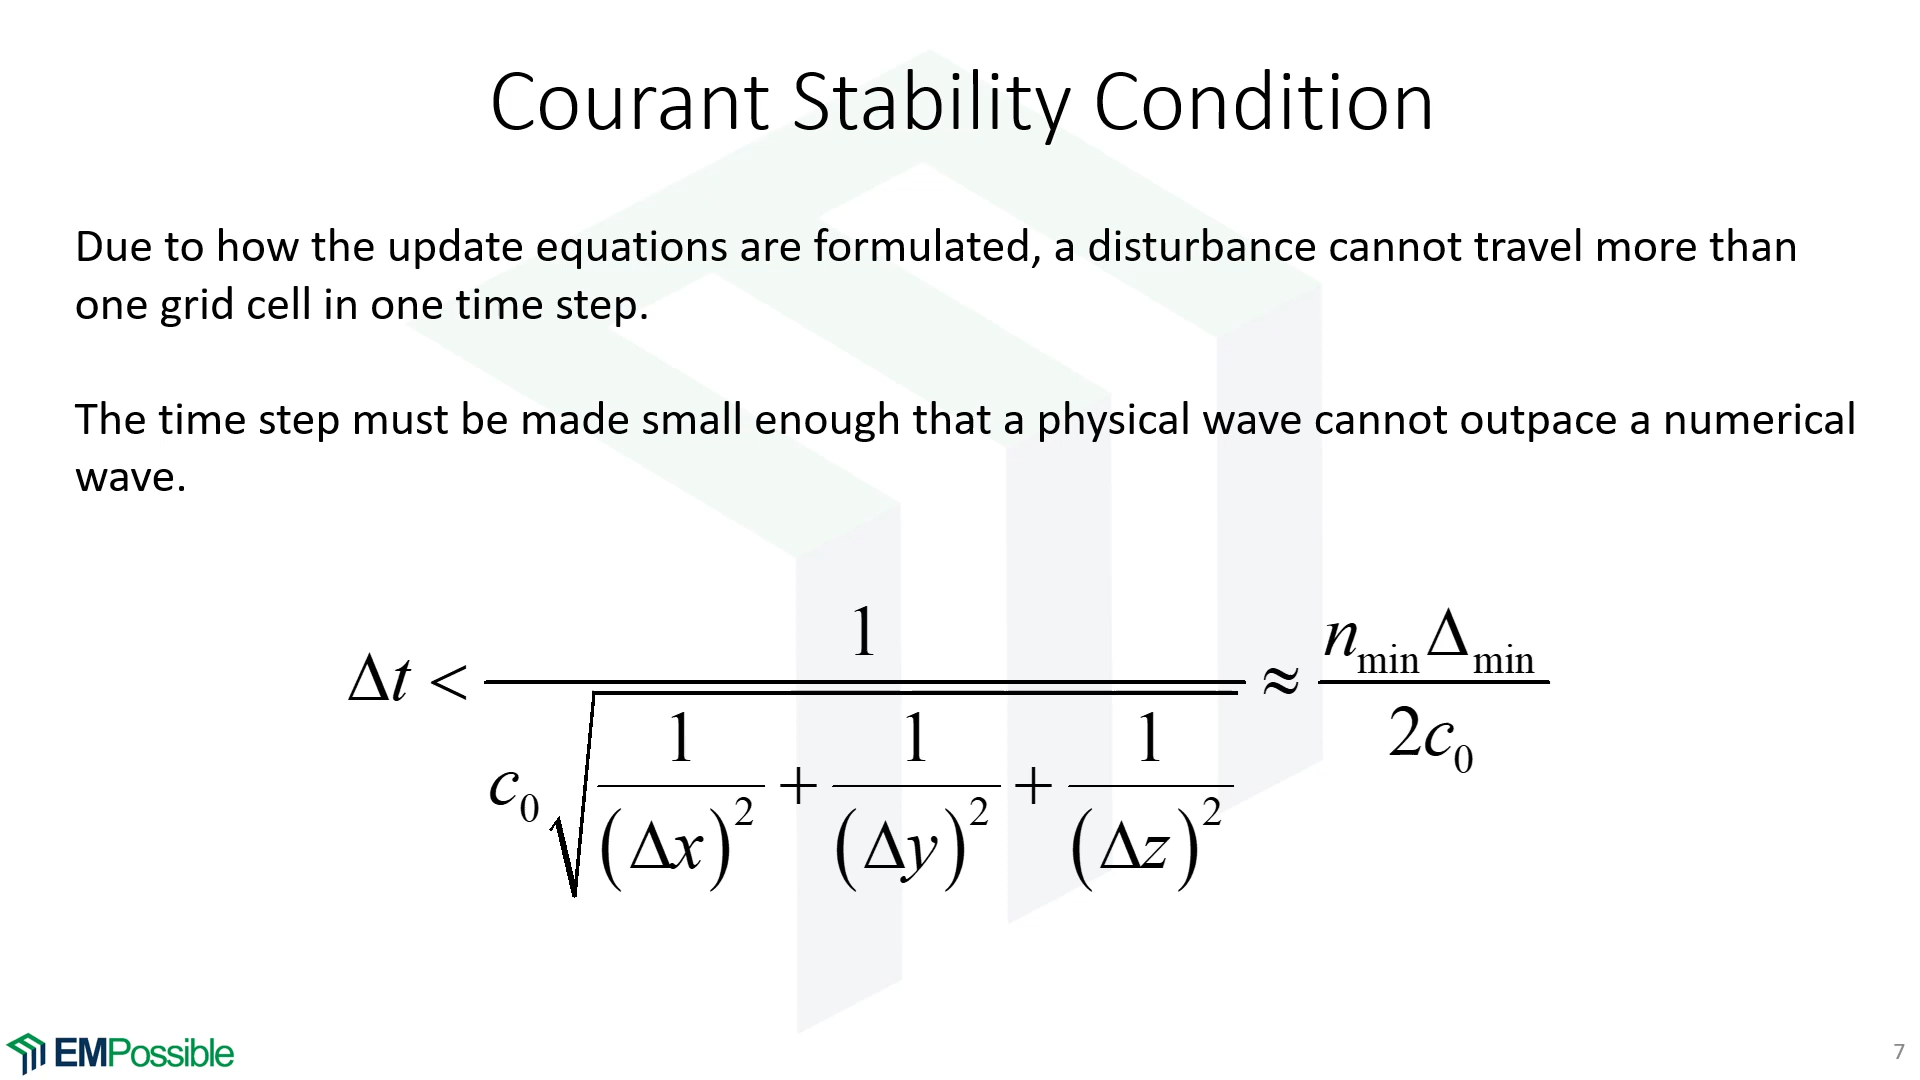 Courant Stability Condition
Due to how the update equations are formulated, a disturbance cannot travel more than
one grid cell in one time step.
The time step must be made small enough that a physical wave cannot outpace a numerical
wave.
Δt < 1 / (c₀ √(1/(Δx)² + 1/(Δy)² + 1/(Δz)²)) ≈ n_min Δ_min / 2c₀
EMPossible
7